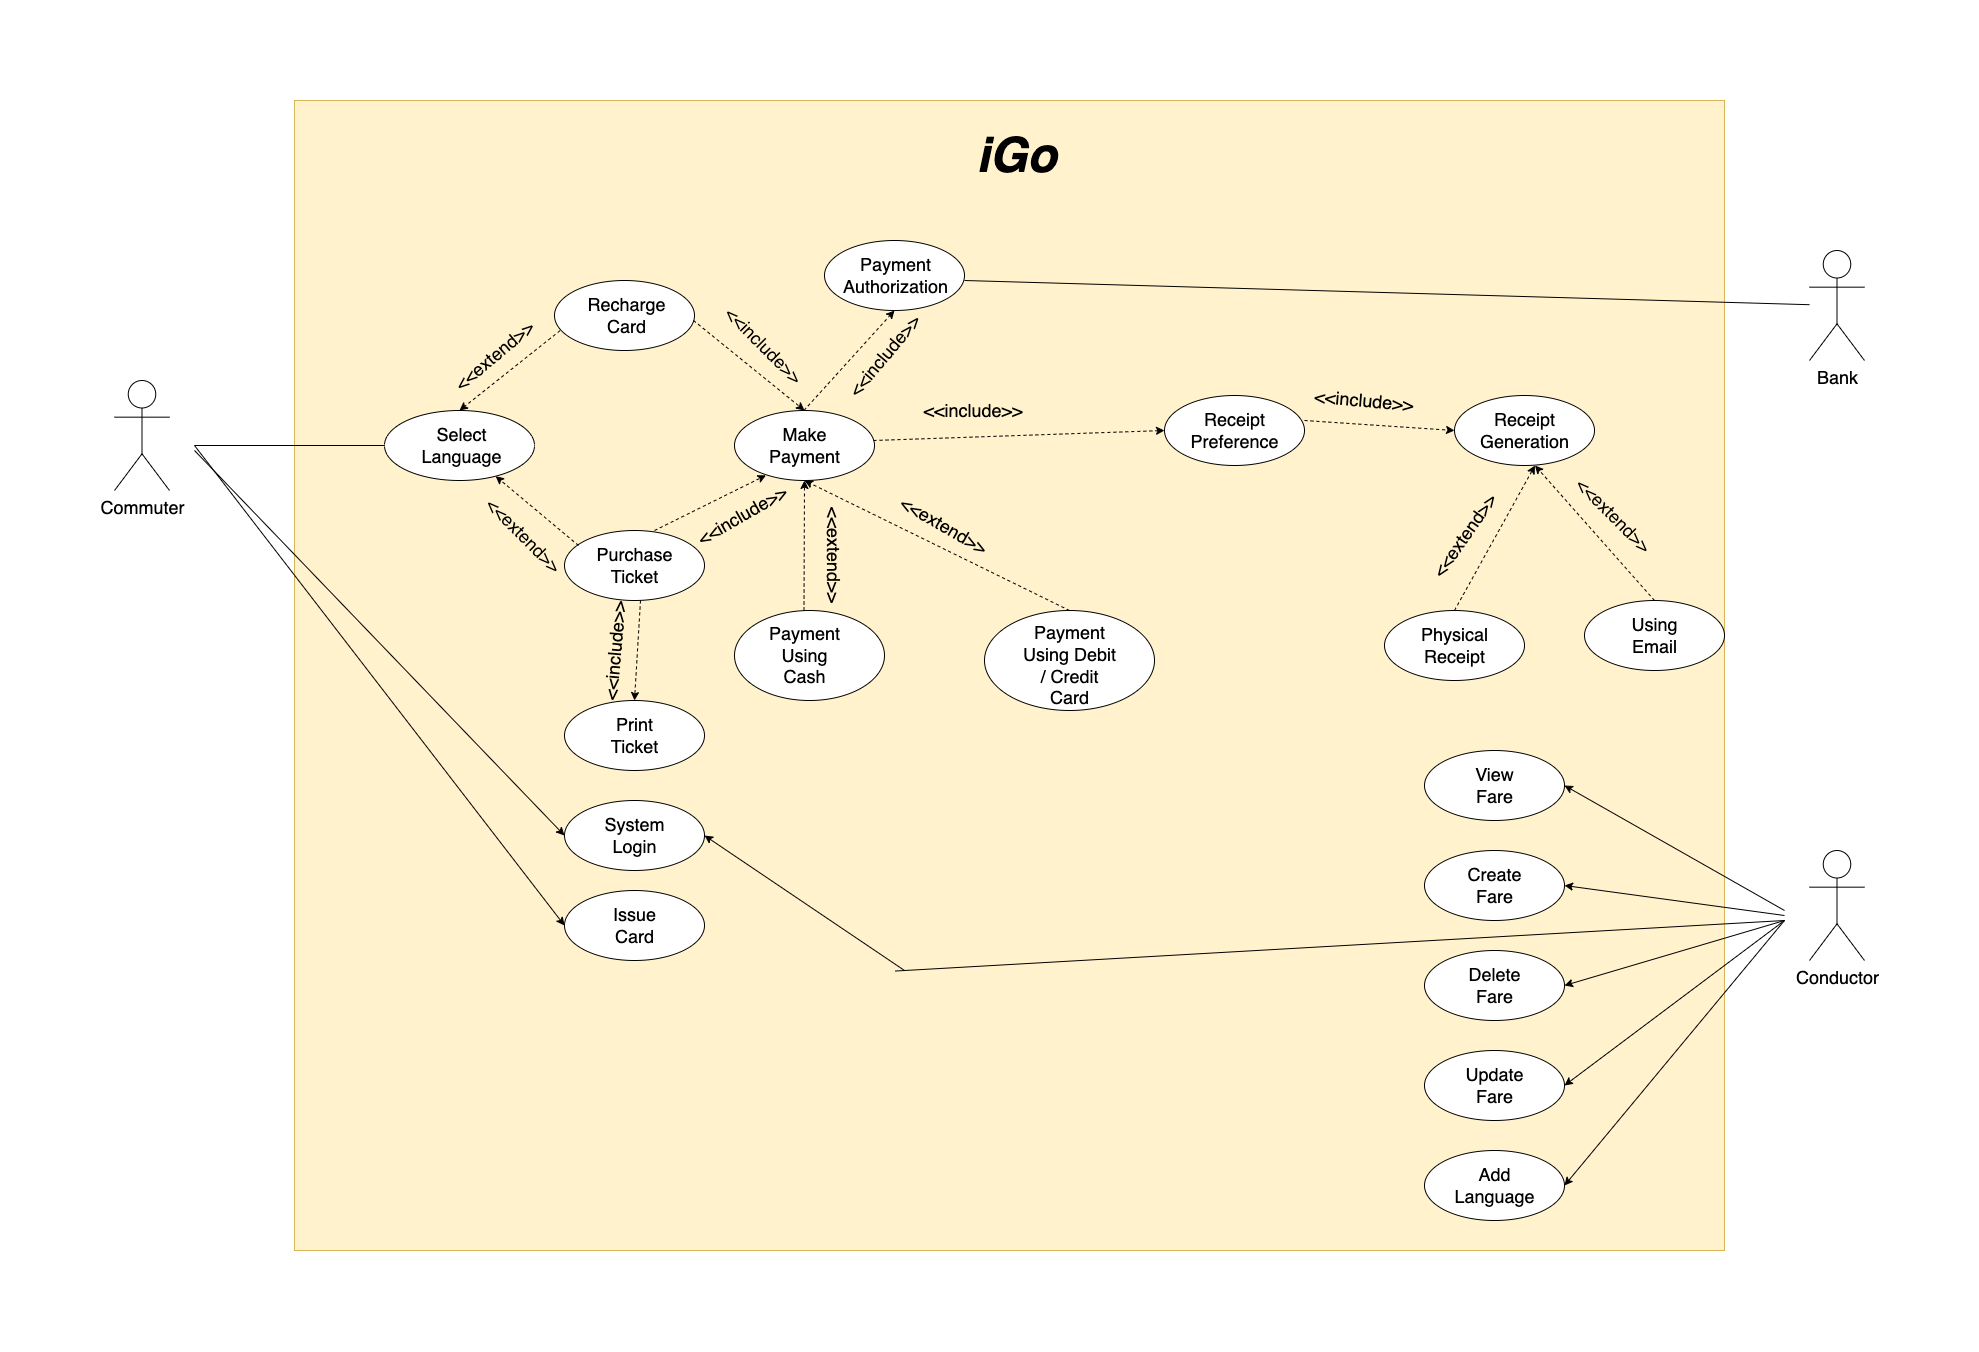 iGo
Payment
Authorization
Recharge
Card
<<include>>
<<include>>
<<extend>>
Bank
Select
Language
Make
Payment
<<include>>
Receipt
Preference
<<include>>
Receipt
Generation
Commuter
<<extend>>
<<include>>
<<extend>>
<<extend>>
<<extend>>
<<extend>>
Purchase
Ticket
<<include>>
Payment
Using
Cash
Payment
Using Debit
/ Credit
Card
Physical
Receipt
Using
Email
Print
Ticket
View
Fare
System
Login
Create
Fare
Issue
Card
Delete
Fare
Conductor
Update
Fare
Add
Language